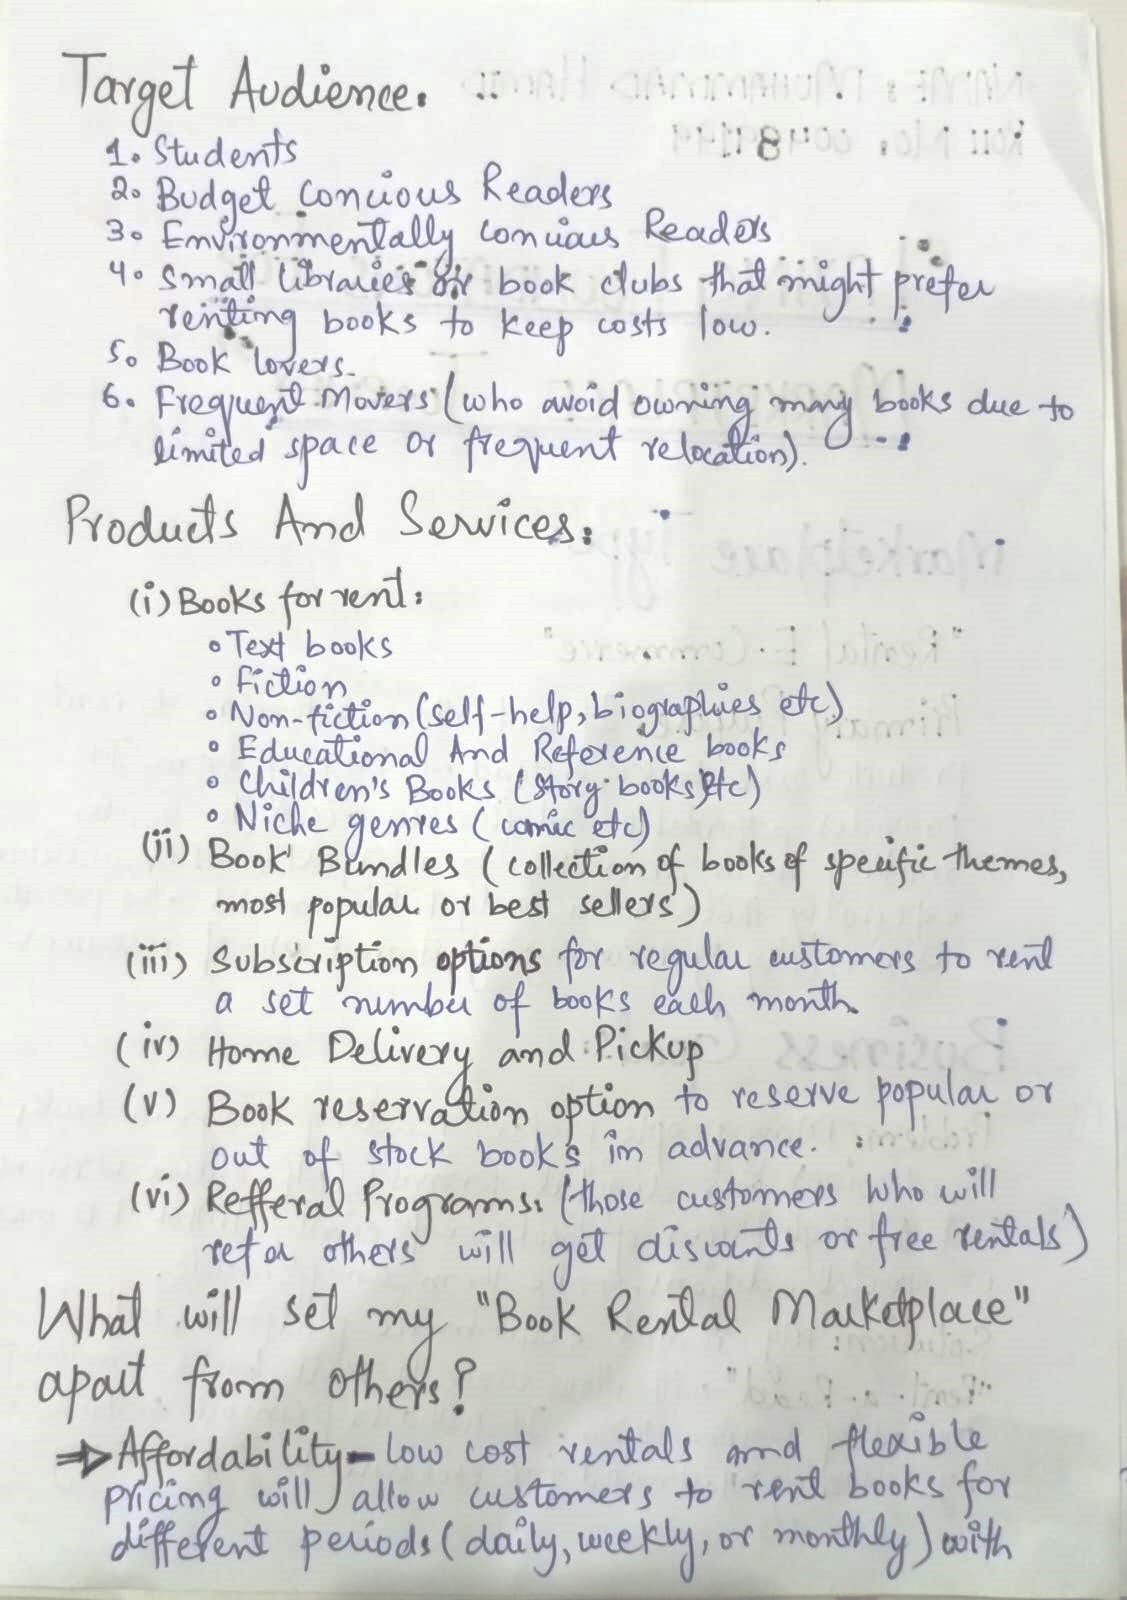 Target Audience.
1. Students
2. Budget Concious Readers
3. Environmentally Concious Readers
4. Small libraries or book clubs that might prefer
renting books to keep costs low.
5. Book lovers.
6. Frequent Movers (who avoid owning many books due to
limited space or frequent relocation).
Products And Services:
(i) Books for rent:
• Text books
• Fiction
• Non-fiction (self-help, biographies etc)
• Educational And Reference books
• Children's Books (Story books etc)
• Niche genres (comic etc)
(ii) Book Bundles (collection of books of specific themes,
most popular or best sellers)
(iii) Subscription options for regular customers to rent
a set number of books each month.
(iv) Home Delivery and Pickup
(v) Book reservation option to reserve popular or
out of stock books in advance.
(vi) Refferal Programs: (those customers who will
refer others will get discounts or free rentals)
What will set my "Book Rental Marketplace"
apart from others?
⇒ Affordability - Low cost rentals and flexible
pricing will allow customers to rent books for
different periods (daily, weekly, or monthly) with